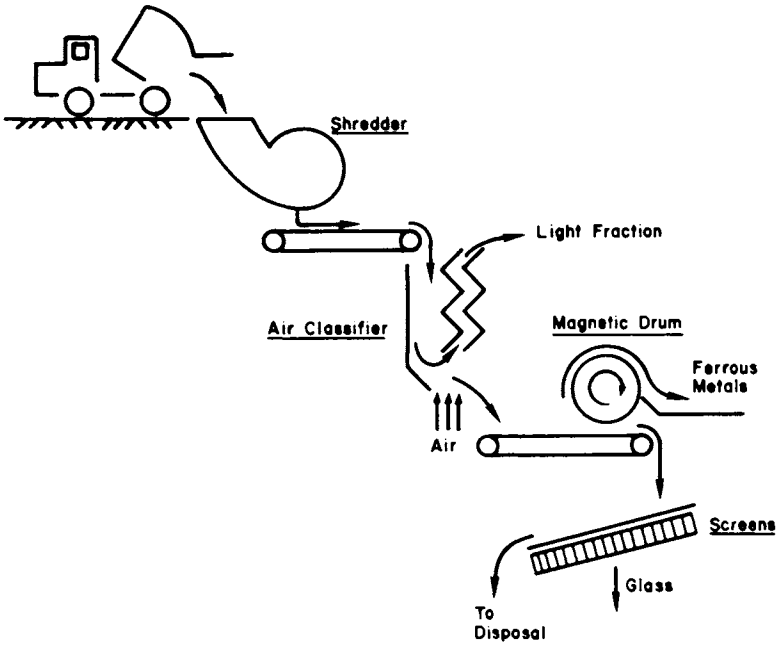 Shredder
Light Fraction
Air Classifier
Magnetic Drum
Ferrous
Metals
Air
Screens
Glass
To
Disposal